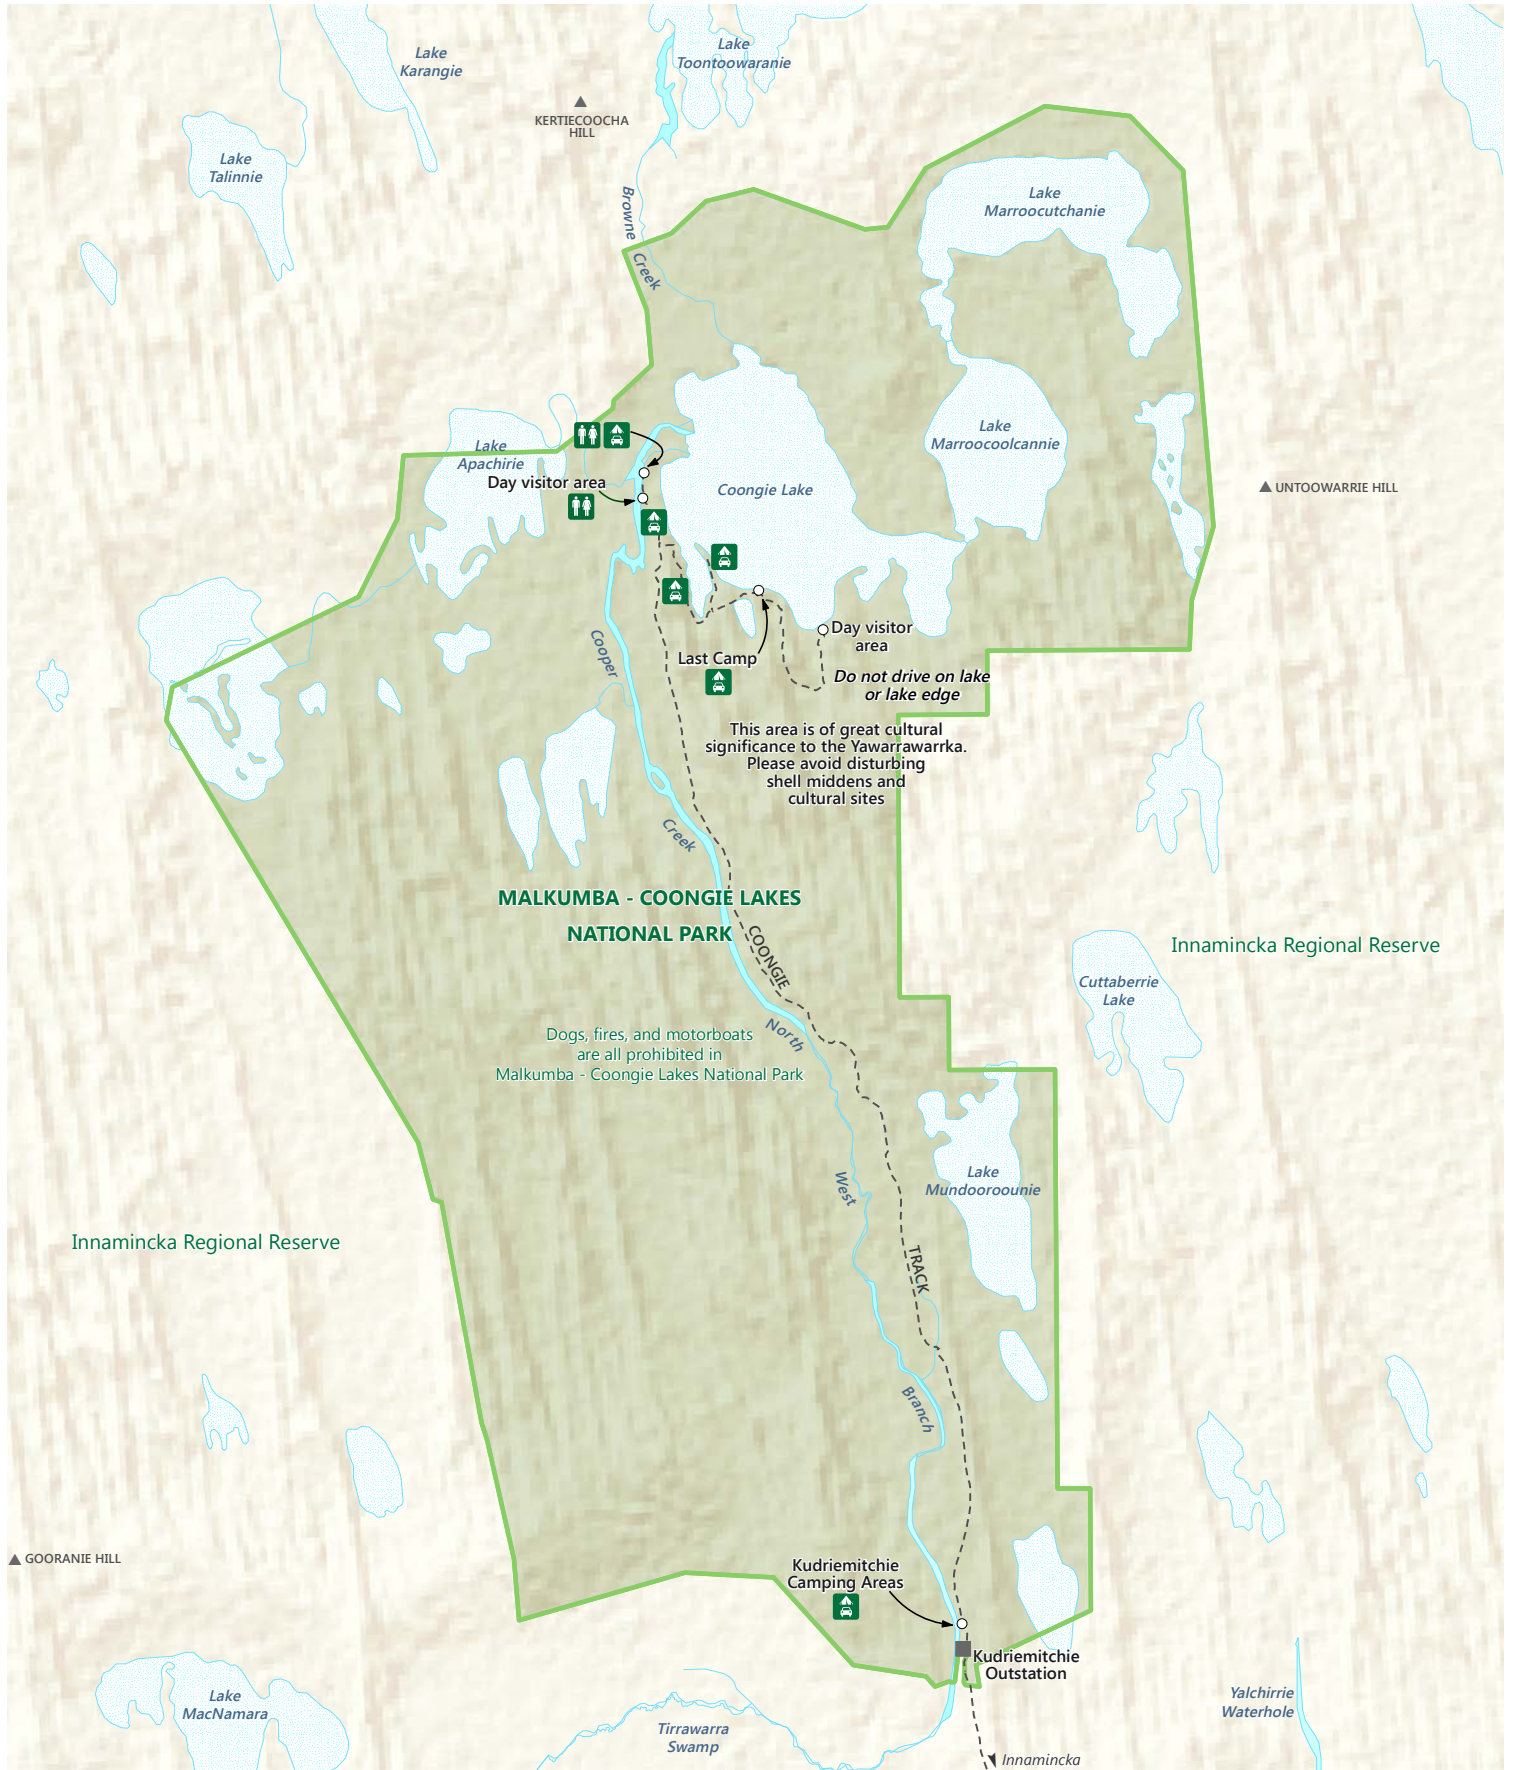 Lake
Karangie
Lake
Toontoowaranie
KERTIECOOCHA
HILL
Lake
Talinnie
Browne
Creek
Lake
Marroocutchanie
Lake
Apachirie
Day visitor area
Coongie Lake
Lake
Marroocoolcannie
UNTOOWARRIE HILL
Cooper
Last Camp
Day visitor
area
Do not drive on lake
or lake edge
This area is of great cultural
significance to the Yawarrawarrka.
Please avoid disturbing
shell middens and
cultural sites
Creek
MALKUMBA - COONGIE LAKES
NATIONAL PARK
COONGIE
Innamincka Regional Reserve
Cuttaberrie
Lake
North
Dogs, fires, and motorboats
are all prohibited in
Malkumba - Coongie Lakes National Park
West
Lake
Mundooroounie
Innamincka Regional Reserve
TRACK
Branch
GOORANIE HILL
Kudriemitchie
Camping Areas
Kudriemitchie
Outstation
Lake
MacNamara
Tirrawarra
Swamp
Yalchirrie
Waterhole
Innamincka